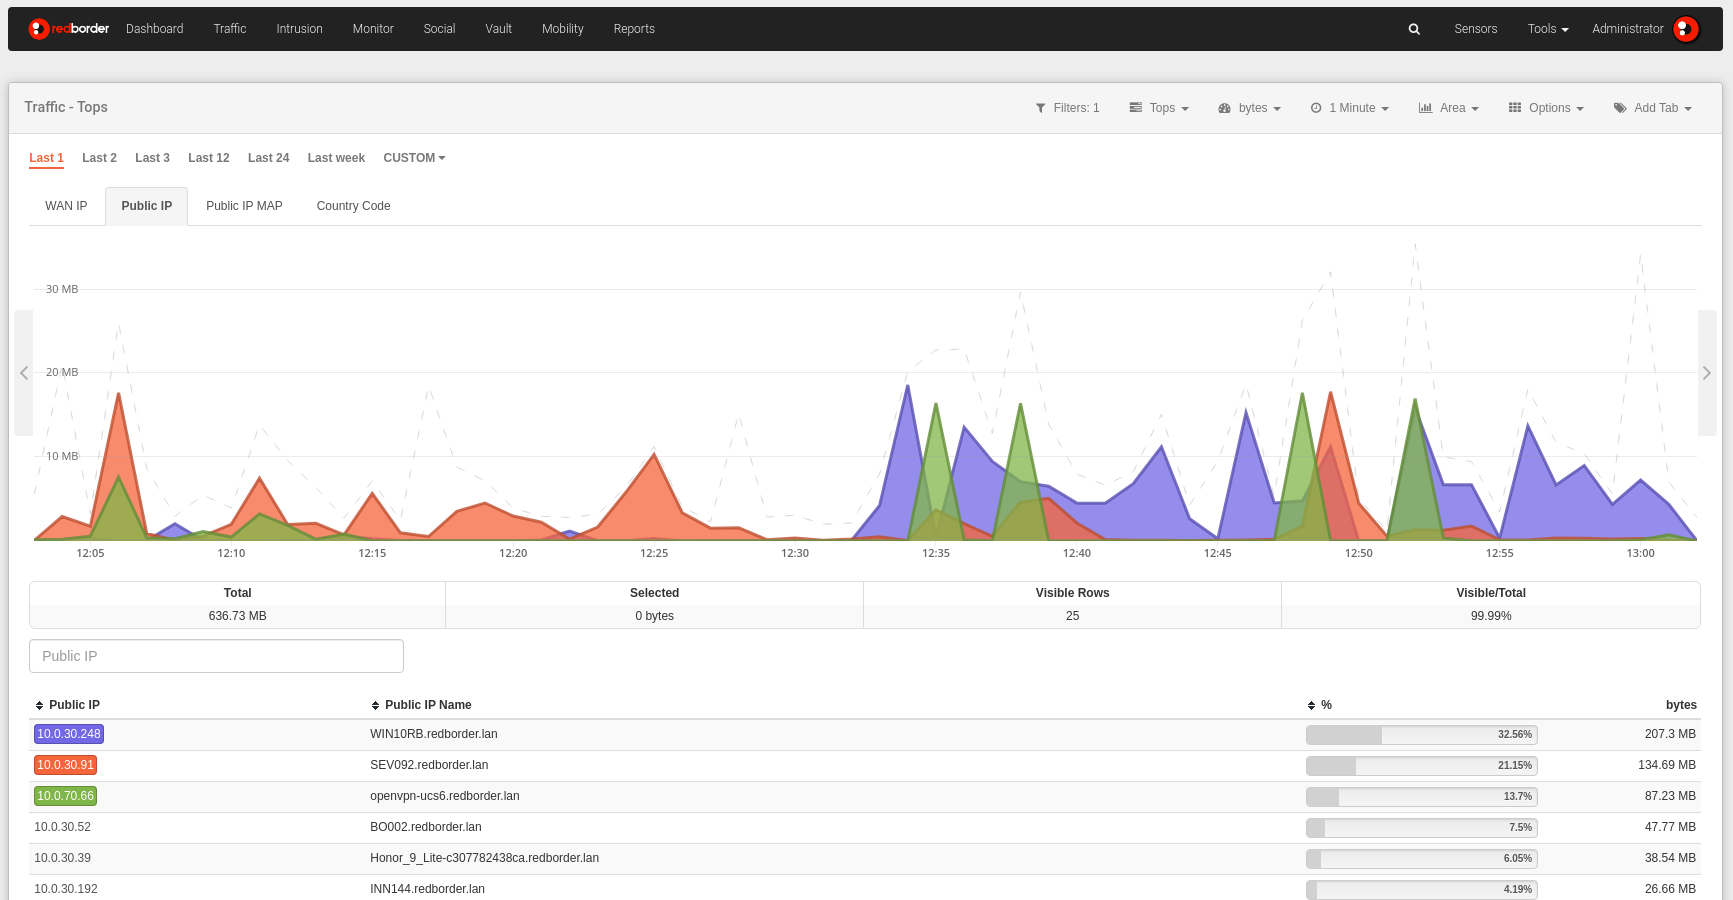 redborder Dashboard Traffic Intrusion Monitor Social Vault Mobility Reports Sensors Tools Administrator
Traffic - Tops Filters: 1 Tops bytes 1 Minute Area Options Add Tab
Last 1 Last 2 Last 3 Last 12 Last 24 Last week CUSTOM
WAN IP Public IP Public IP MAP Country Code
30 MB
20 MB
10 MB
12:05 12:10 12:15 12:20 12:25 12:30 12:35 12:40 12:45 12:50 12:55 13:00
Total Selected Visible Rows Visible/Total
636.73 MB 0 bytes 25 99.99%
Public IP
Public IP Public IP Name % bytes
10.0.30.248 WIN10RB.redborder.lan 32.56% 207.3 MB
10.0.30.91 SEV092.redborder.lan 21.15% 134.69 MB
10.0.70.66 openvpn-ucs6.redborder.lan 13.7% 87.23 MB
10.0.30.52 BO002.redborder.lan 7.5% 47.77 MB
10.0.30.39 Honor_9_Lite-c307782438ca.redborder.lan 6.05% 38.54 MB
10.0.30.192 INN144.redborder.lan 4.19% 26.66 MB